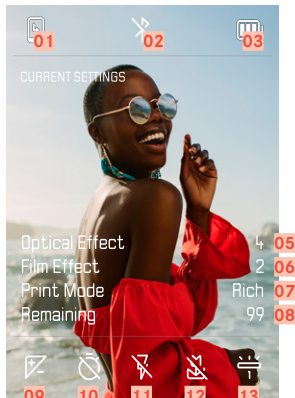 01 02 03
CURRENT SETTINGS
Optical Effect 4 05
Film Effect 2 06
Print Mode Rich 07
Remaining 99 08
09 10 11 12 13